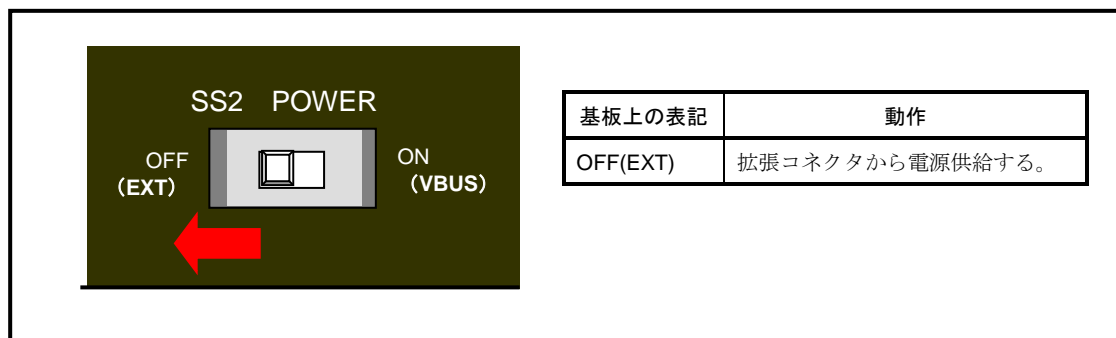 SS2 POWER
OFF
（EXT）
ON
（VBUS）
基板上の表記 動作
OFF(EXT) 拡張コネクタから電源供給する。